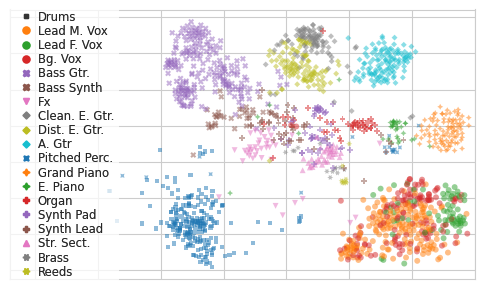 Drums
Lead M. Vox
Lead F. Vox
Bg. Vox
Bass Gtr.
Bass Synth
Fx
Clean. E. Gtr.
Dist. E. Gtr.
A. Gtr
Pitched Perc.
Grand Piano
E. Piano
Organ
Synth Pad
Synth Lead
Str. Sect.
Brass
Reeds